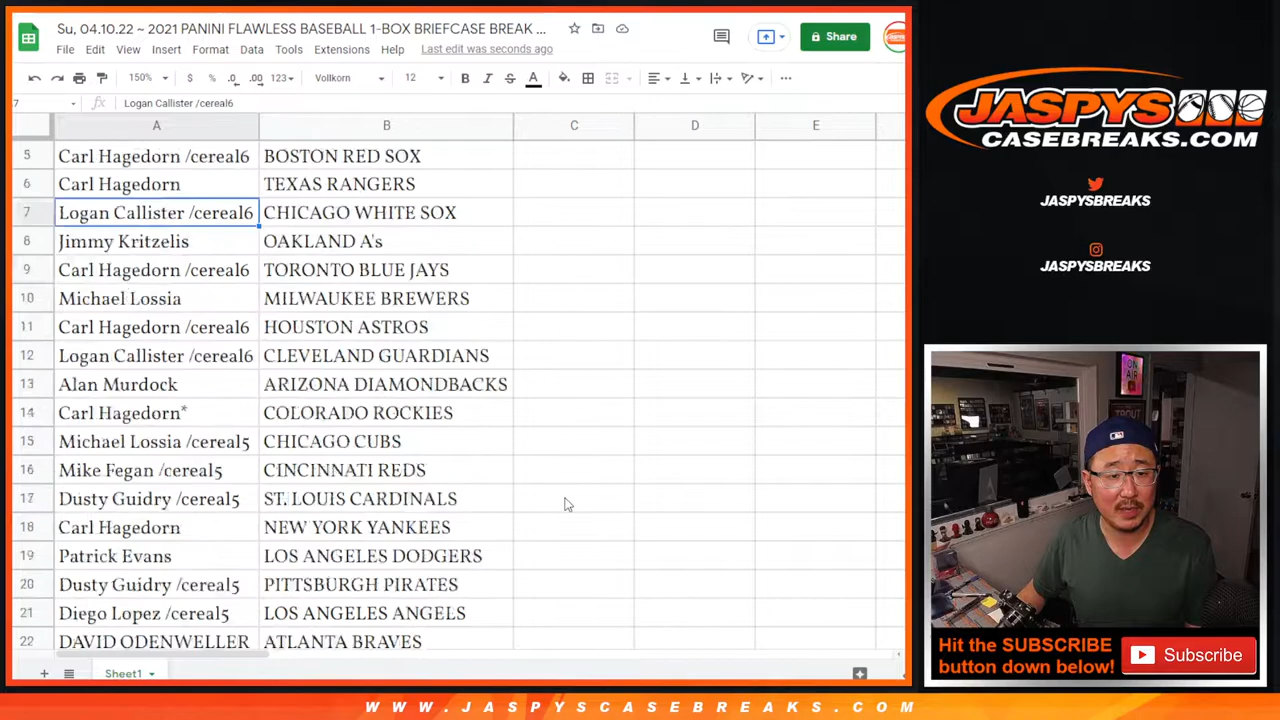 Su, 04.10.22 ~ 2021 PANINI FLAWLESS BASEBALL 1-BOX BRIEFCASE BREAK ...
File Edit View Insert Format Data Tools Extensions Help Last edit was seconds ago
Share
150% $ % .0 .00 123 Vollkorn 12 B I S A
7 fx Logan Callister /cereal6
A B C D E
5 Carl Hagedorn /cereal6 BOSTON RED SOX
6 Carl Hagedorn TEXAS RANGERS
7 Logan Callister /cereal6 CHICAGO WHITE SOX
8 Jimmy Kritzelis OAKLAND A's
9 Carl Hagedorn /cereal6 TORONTO BLUE JAYS
10 Michael Lossia MILWAUKEE BREWERS
11 Carl Hagedorn /cereal6 HOUSTON ASTROS
12 Logan Callister /cereal6 CLEVELAND GUARDIANS
13 Alan Murdock ARIZONA DIAMONDBACKS
14 Carl Hagedorn* COLORADO ROCKIES
15 Michael Lossia /cereal5 CHICAGO CUBS
16 Mike Fegan /cereal5 CINCINNATI REDS
17 Dusty Guidry /cereal5 ST. LOUIS CARDINALS
18 Carl Hagedorn NEW YORK YANKEES
19 Patrick Evans LOS ANGELES DODGERS
20 Dusty Guidry /cereal5 PITTSBURGH PIRATES
21 Diego Lopez /cereal5 LOS ANGELES ANGELS
22 DAVID ODENWELLER ATLANTA BRAVES
Sheet1
JASPYS
CASEBREAKS.COM
JASPYSBREAKS
JASPYSBREAKS
ON AIR
TROUT
Hit the SUBSCRIBE
button down below!
Subscribe
WWW.JASPYSCASEBREAKS.COM